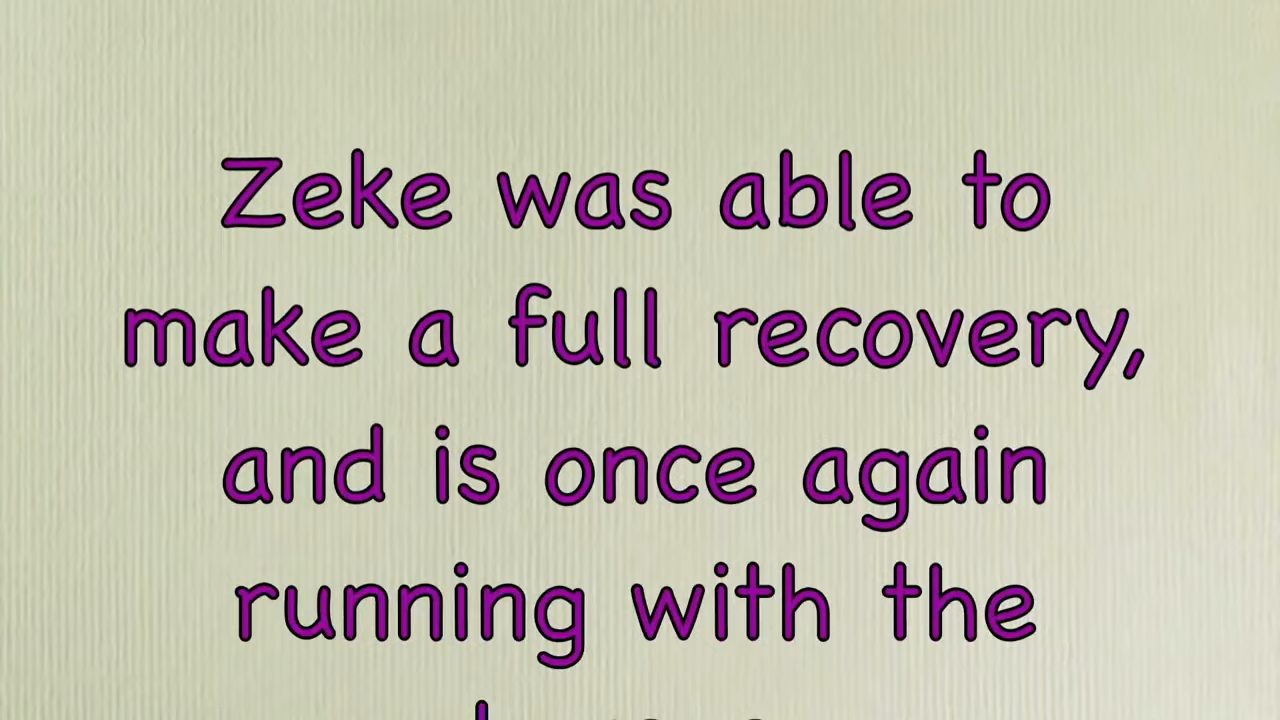 Zeke was able to
make a full recovery,
and is once again
running with the